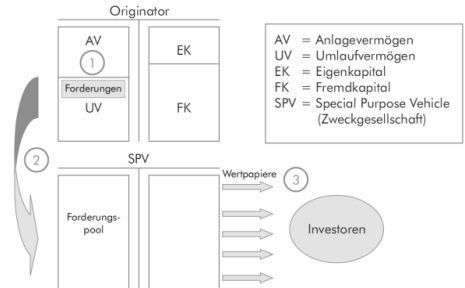 Originator
AV
1
Forderungen
UV
EK
FK
AV = Anlagevermögen
UV = Umlaufvermögen
EK = Eigenkapital
FK = Fremdkapital
SPV = Special Purpose Vehicle
(Zweckgesellschaft)
2
SPV
Forderungs-
pool
Wertpapiere
3
Investoren